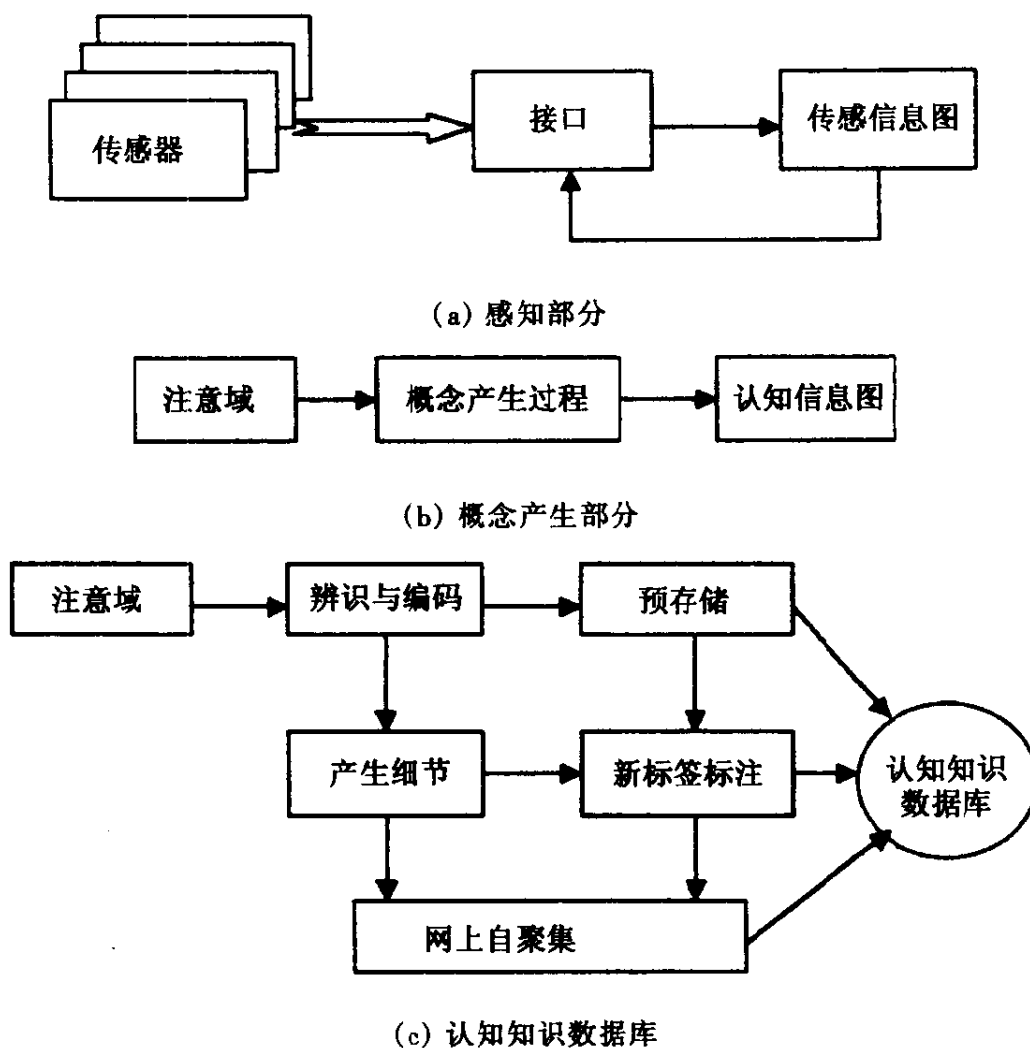 传感器
接口
传感信息图
(a) 感知部分
注意域
概念产生过程
认知信息图
(b) 概念产生部分
注意域
辨识与编码
预存储
产生细节
新标签标注
认知知识
数据库
网上自聚集
(c) 认知知识数据库